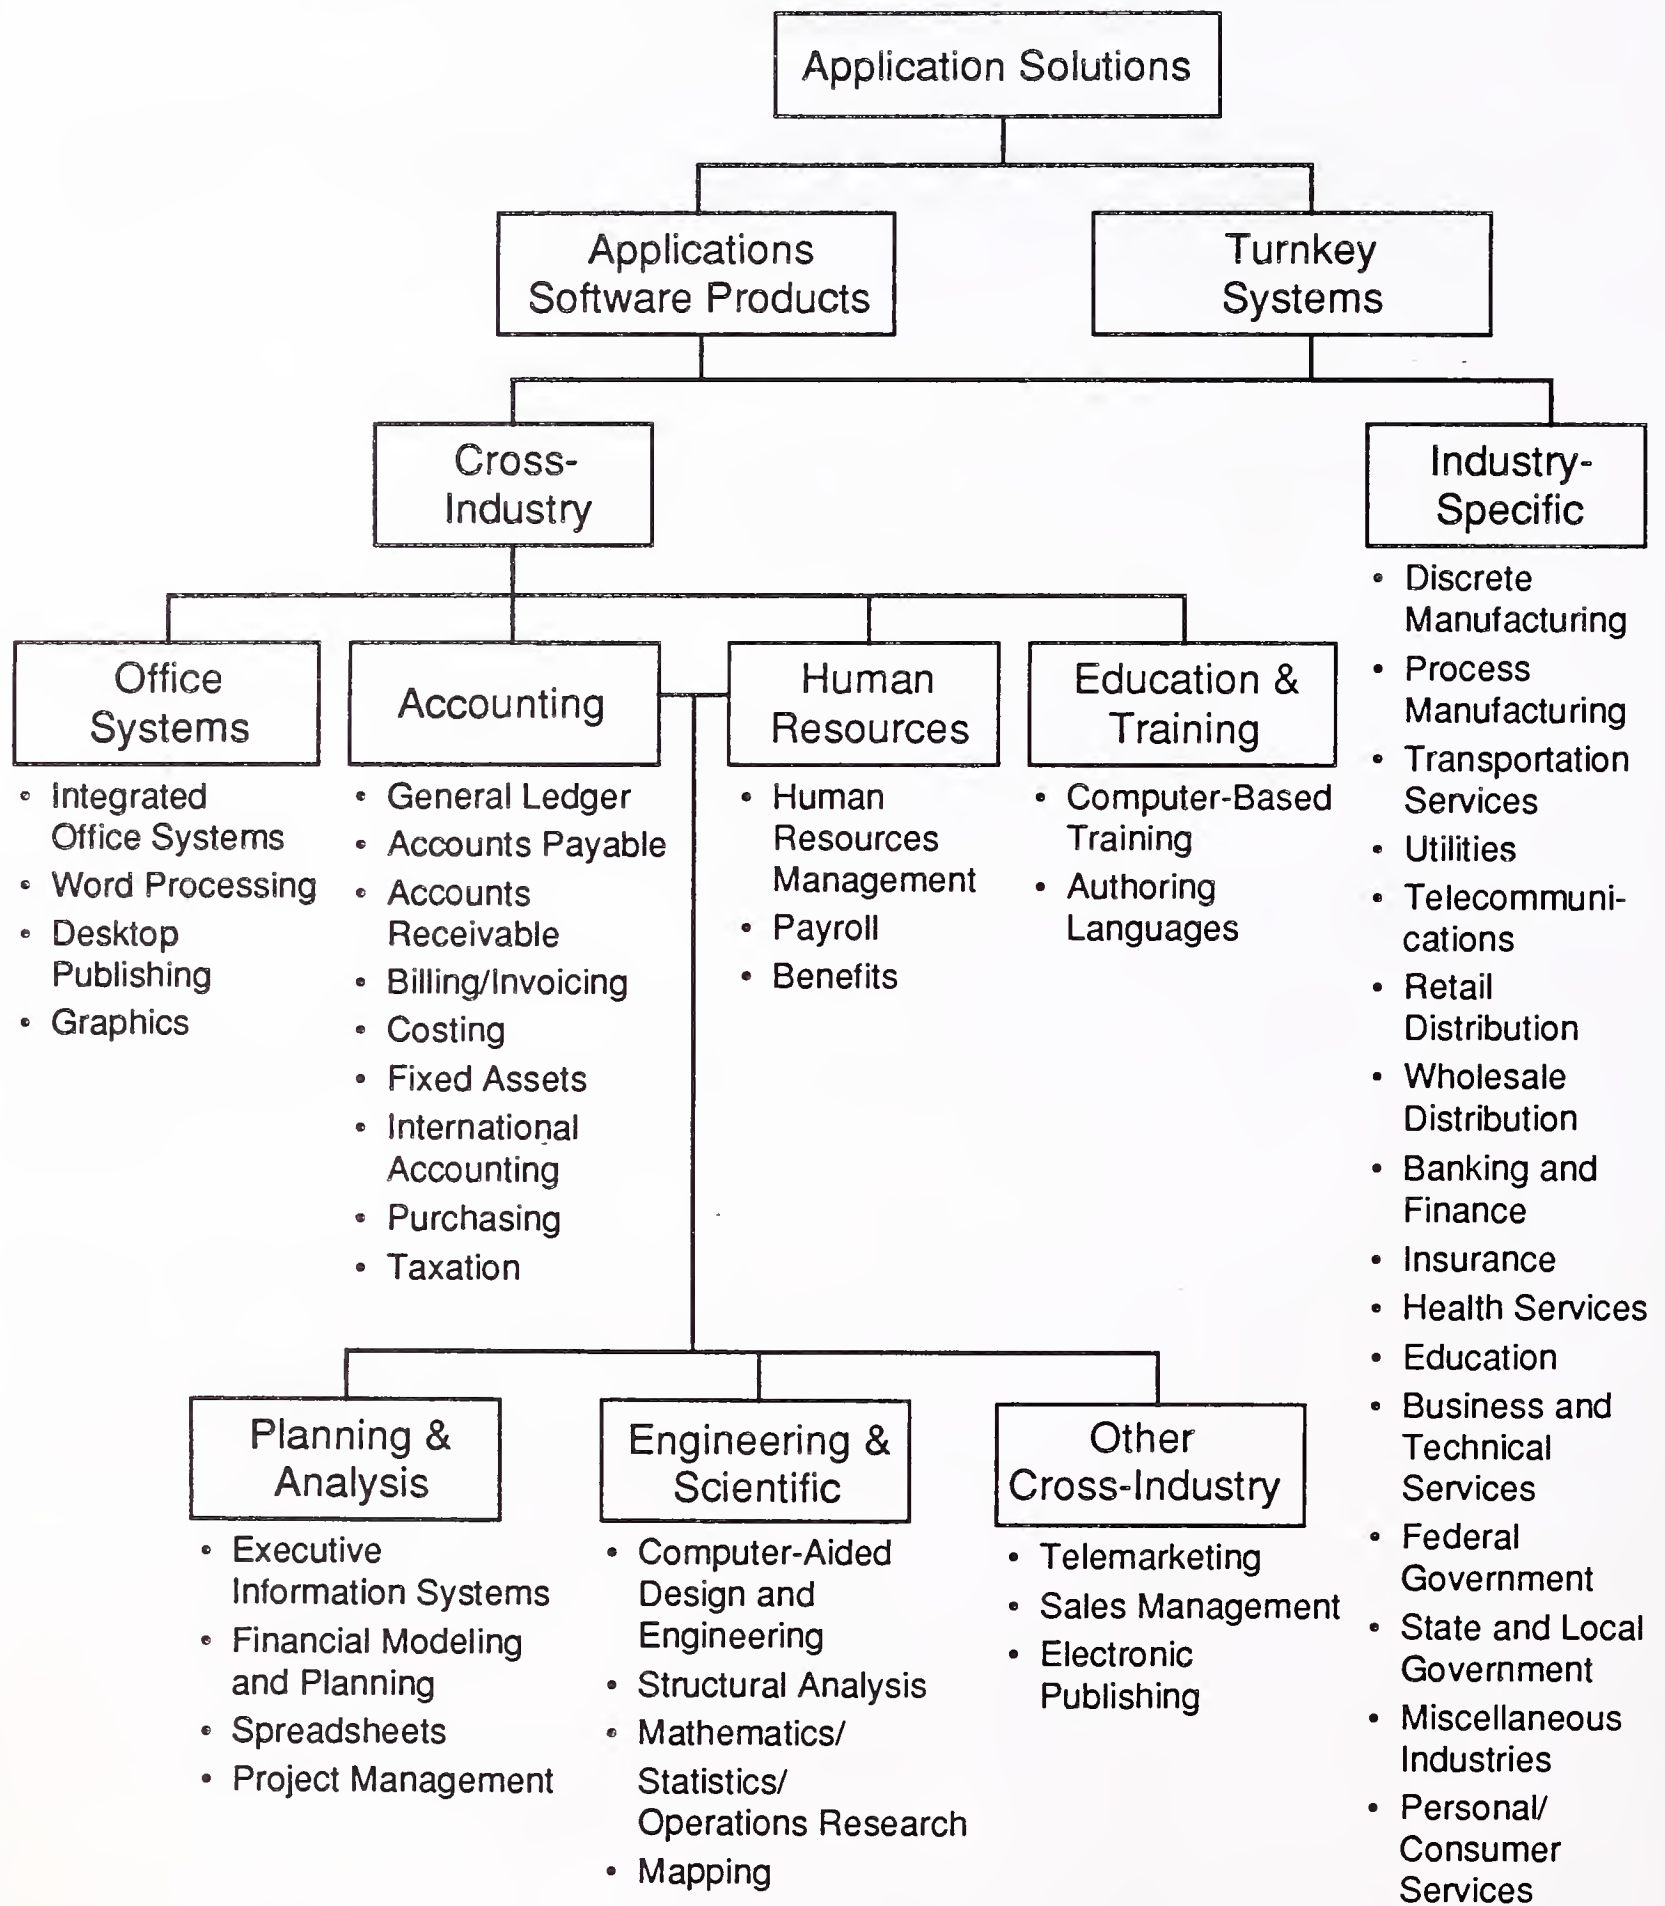 Application Solutions
Applications
Software Products
Turnkey
Systems
Cross-
Industry
Industry-
Specific
• Discrete
Manufacturing
• Process
Manufacturing
• Transportation
Services
• Utilities
• Telecommuni-
cations
• Retail
Distribution
• Wholesale
Distribution
• Banking and
Finance
• Insurance
• Health Services
• Education
• Business and
Technical
Services
• Federal
Government
• State and Local
Government
• Miscellaneous
Industries
• Personal/
Consumer
Services
Office
Systems
• Integrated
Office Systems
• Word Processing
• Desktop
Publishing
• Graphics
Accounting
• General Ledger
• Accounts Payable
• Accounts
Receivable
• Billing/Invoicing
• Costing
• Fixed Assets
• International
Accounting
• Purchasing
• Taxation
Human
Resources
• Human
Resources
Management
• Payroll
• Benefits
Education &
Training
• Computer-Based
Training
• Authoring
Languages
Planning &
Analysis
• Executive
Information Systems
• Financial Modeling
and Planning
• Spreadsheets
• Project Management
Engineering &
Scientific
• Computer-Aided
Design and
Engineering
• Structural Analysis
• Mathematics/
Statistics/
Operations Research
• Mapping
Other
Cross-Industry
• Telemarketing
• Sales Management
• Electronic
Publishing